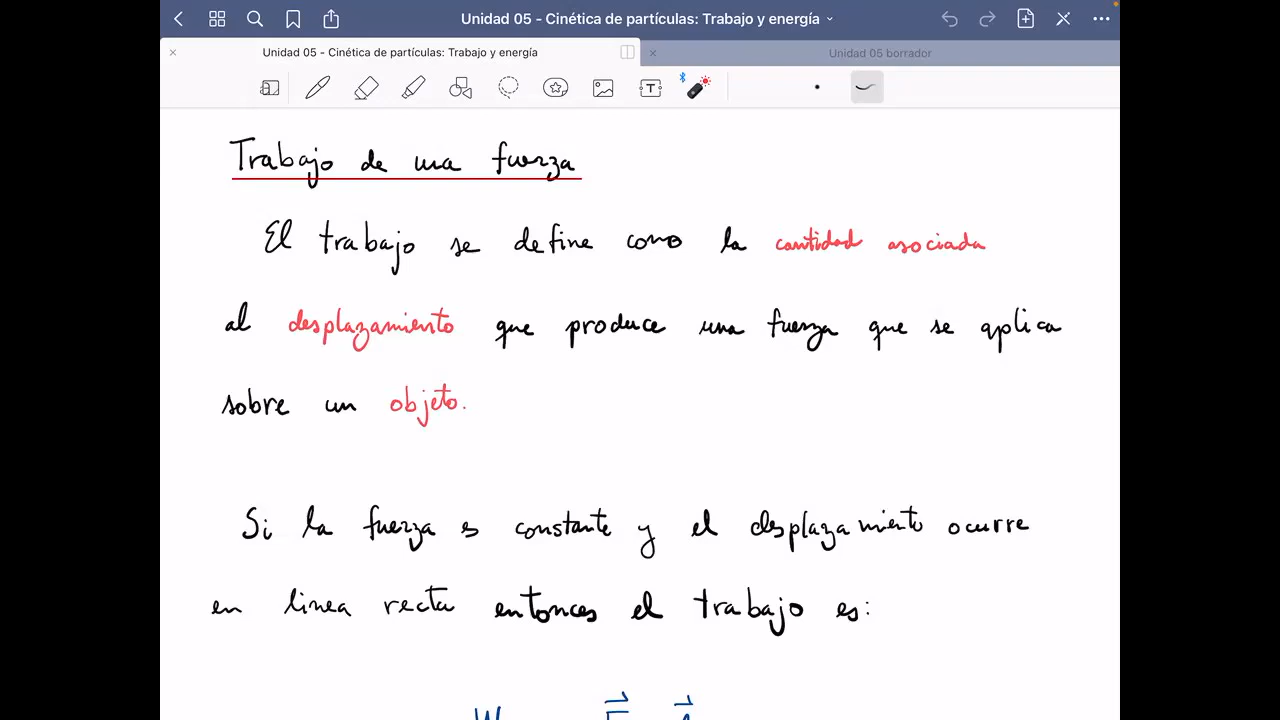 Unidad 05 - Cinética de partículas: Trabajo y energía
Unidad 05 - Cinética de partículas: Trabajo y energía
Unidad 05 borrador
Trabajo de una fuerza
El trabajo se define como la cantidad asociada
al desplazamiento que produce una fuerza que se aplica
sobre un objeto.
Si la fuerza es constante y el desplazamiento ocurre
en linea recta entonces el trabajo es: